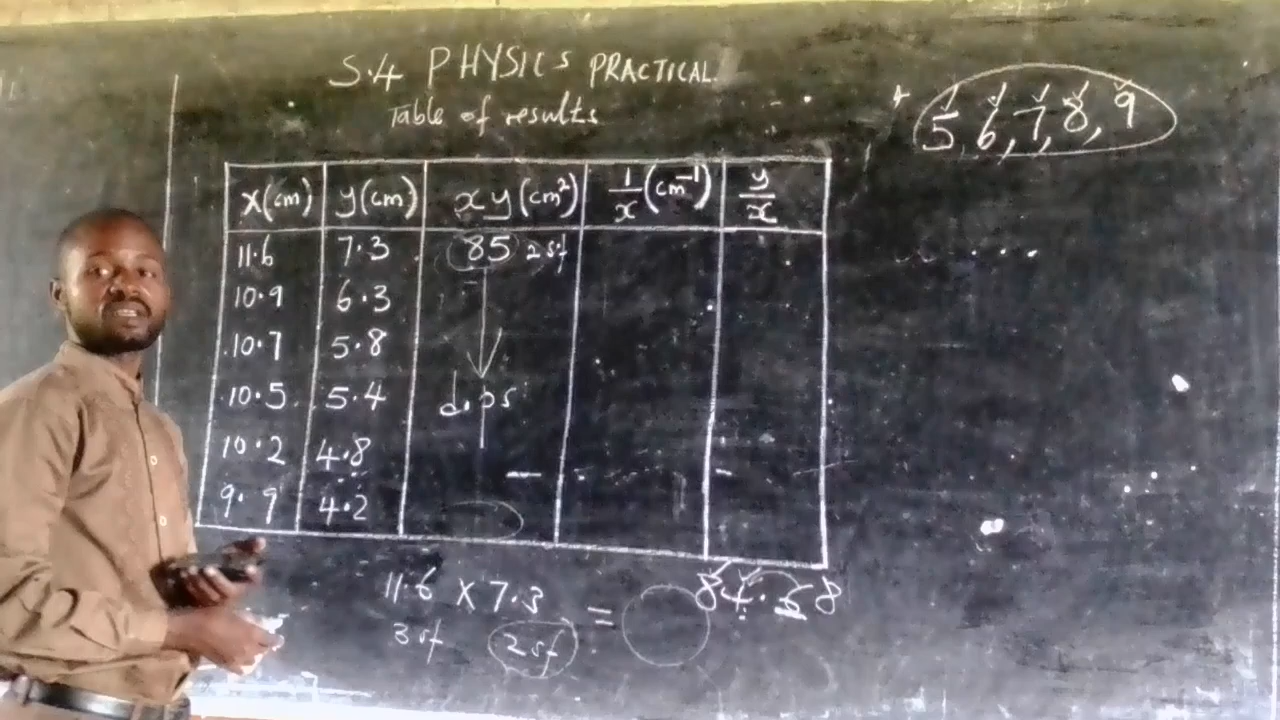 S.4 PHYSICS PRACTICAL.
Table of results
5, 6, 7, 8, 9
x(cm) y(cm) xy(cm²) 1/x(cm⁻¹) y/x
11.6 7.3 85 2sf
10.9 6.3
10.7 5.8
10.5 5.4 d.ps
10.2 4.8
9.9 4.2
11.6 x 7.3 = 84.68
3sf 2sf